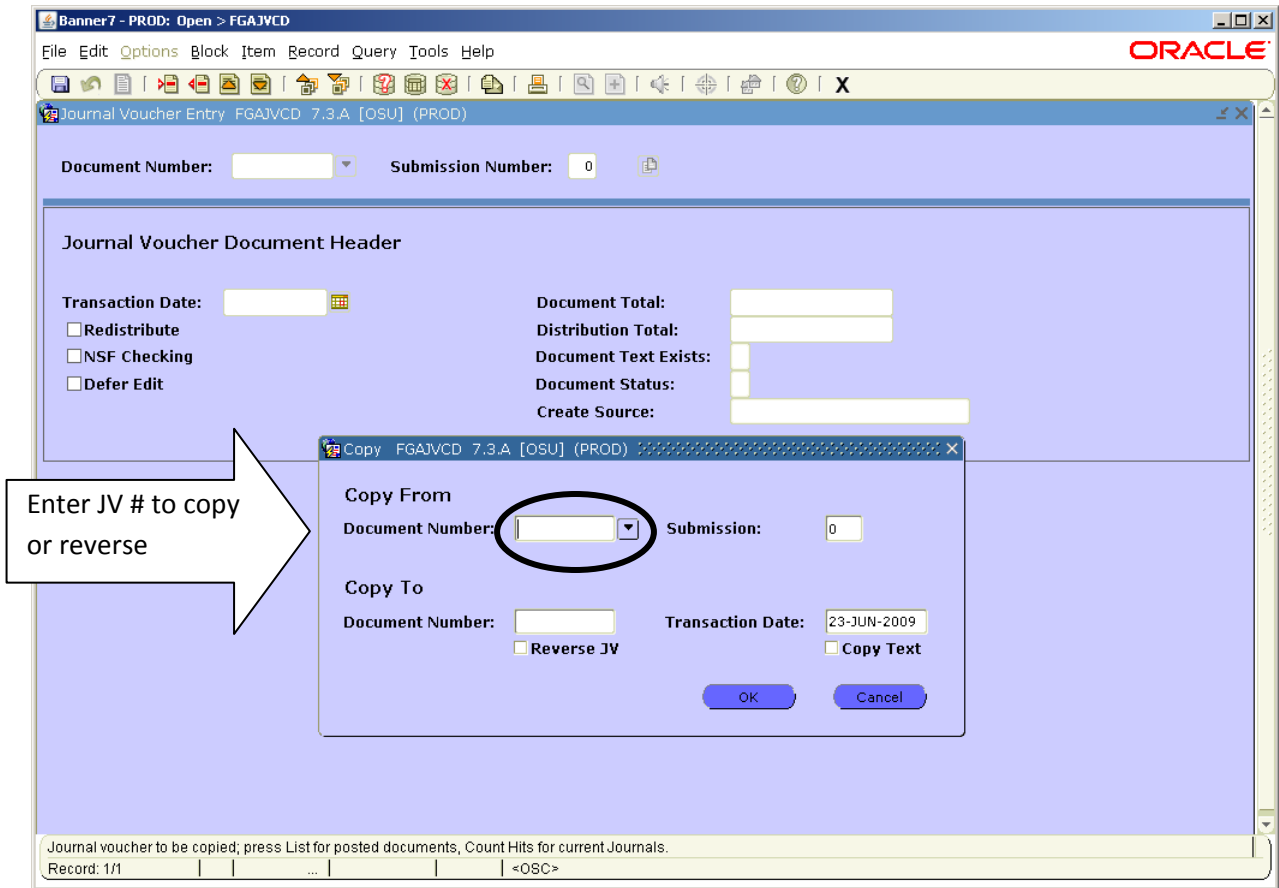 Banner7 - PROD: Open > FGAJVCD
File Edit Options Block Item Record Query Tools Help
ORACLE
X
Journal Voucher Entry FGAJVCD 7.3.A [OSU] (PROD)
Document Number: Submission Number: 0
Journal Voucher Document Header
Transaction Date: Document Total:
Redistribute Distribution Total:
NSF Checking Document Text Exists:
Defer Edit Document Status:
Create Source:
Copy FGAJVCD 7.3.A [OSU] (PROD)
Enter JV # to copy
or reverse
Copy From
Document Number: Submission: 0
Copy To
Document Number: Transaction Date: 23-JUN-2009
Reverse JV Copy Text
OK Cancel
Journal voucher to be copied; press List for posted documents, Count Hits for current Journals.
Record: 1/1 ... <OSC>